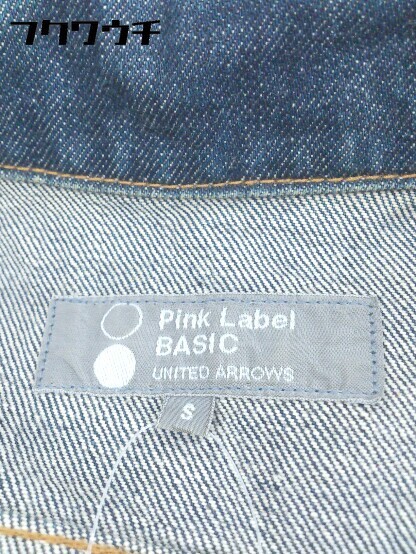 フクワウチ
Pink Label
BASIC
UNITED ARROWS
S